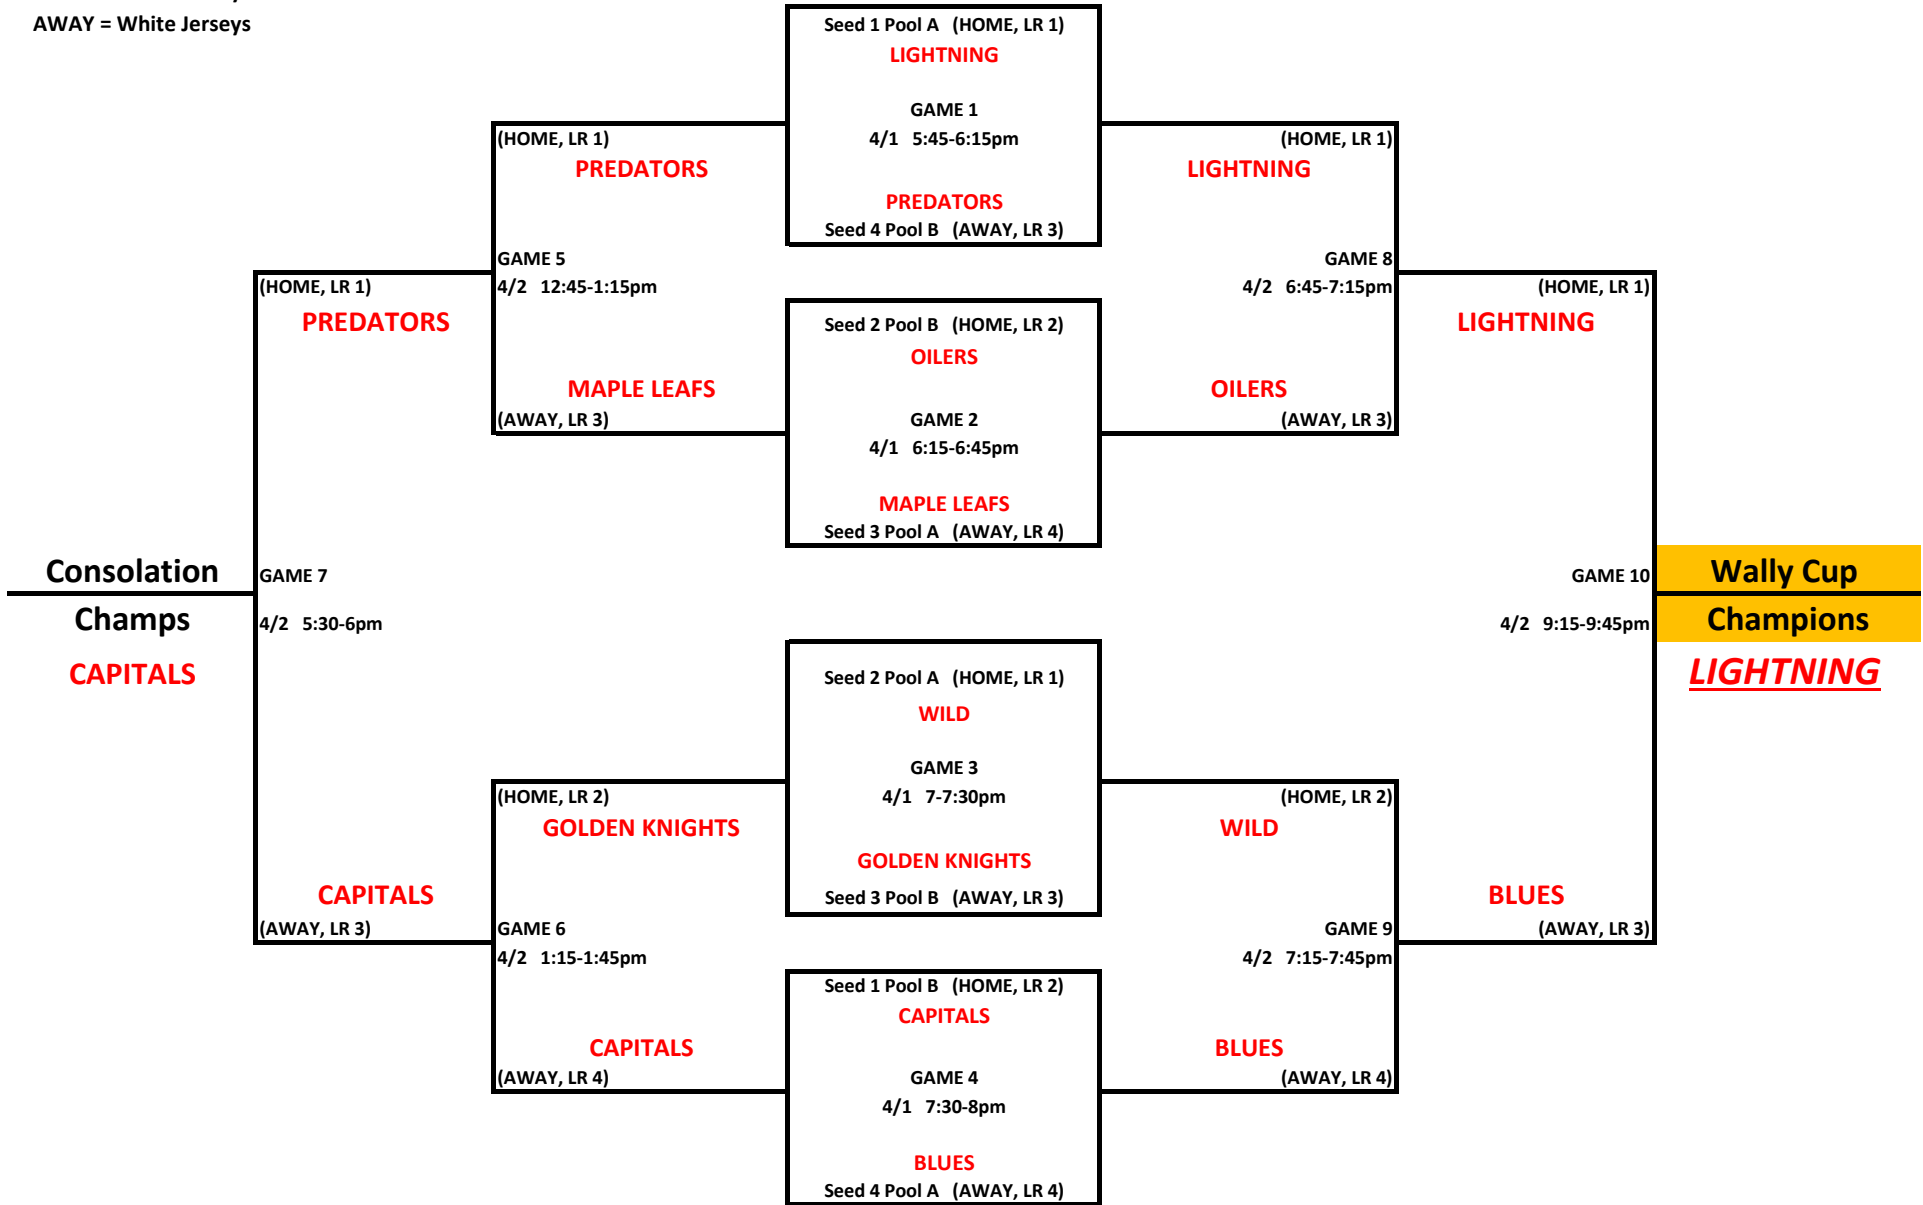 AWAY = White Jerseys
Seed 1 Pool A (HOME, LR 1)
LIGHTNING
GAME 1
4/1 5:45-6:15pm
PREDATORS
Seed 4 Pool B (AWAY, LR 3)
(HOME, LR 1)
PREDATORS
GAME 5
4/2 12:45-1:15pm
MAPLE LEAFS
(AWAY, LR 3)
(HOME, LR 1)
LIGHTNING
GAME 8
4/2 6:45-7:15pm
OILERS
(AWAY, LR 3)
Seed 2 Pool B (HOME, LR 2)
OILERS
GAME 2
4/1 6:15-6:45pm
MAPLE LEAFS
Seed 3 Pool A (AWAY, LR 4)
(HOME, LR 1)
PREDATORS
(HOME, LR 1)
LIGHTNING
Consolation
Champs
CAPITALS
GAME 7
4/2 5:30-6pm
GAME 10
4/2 9:15-9:45pm
Wally Cup
Champions
LIGHTNING
Seed 2 Pool A (HOME, LR 1)
WILD
GAME 3
4/1 7-7:30pm
GOLDEN KNIGHTS
Seed 3 Pool B (AWAY, LR 3)
(HOME, LR 2)
GOLDEN KNIGHTS
(HOME, LR 2)
WILD
CAPITALS
(AWAY, LR 3)
BLUES
(AWAY, LR 3)
GAME 6
4/2 1:15-1:45pm
CAPITALS
(AWAY, LR 4)
GAME 9
4/2 7:15-7:45pm
BLUES
(AWAY, LR 4)
Seed 1 Pool B (HOME, LR 2)
CAPITALS
GAME 4
4/1 7:30-8pm
BLUES
Seed 4 Pool A (AWAY, LR 4)